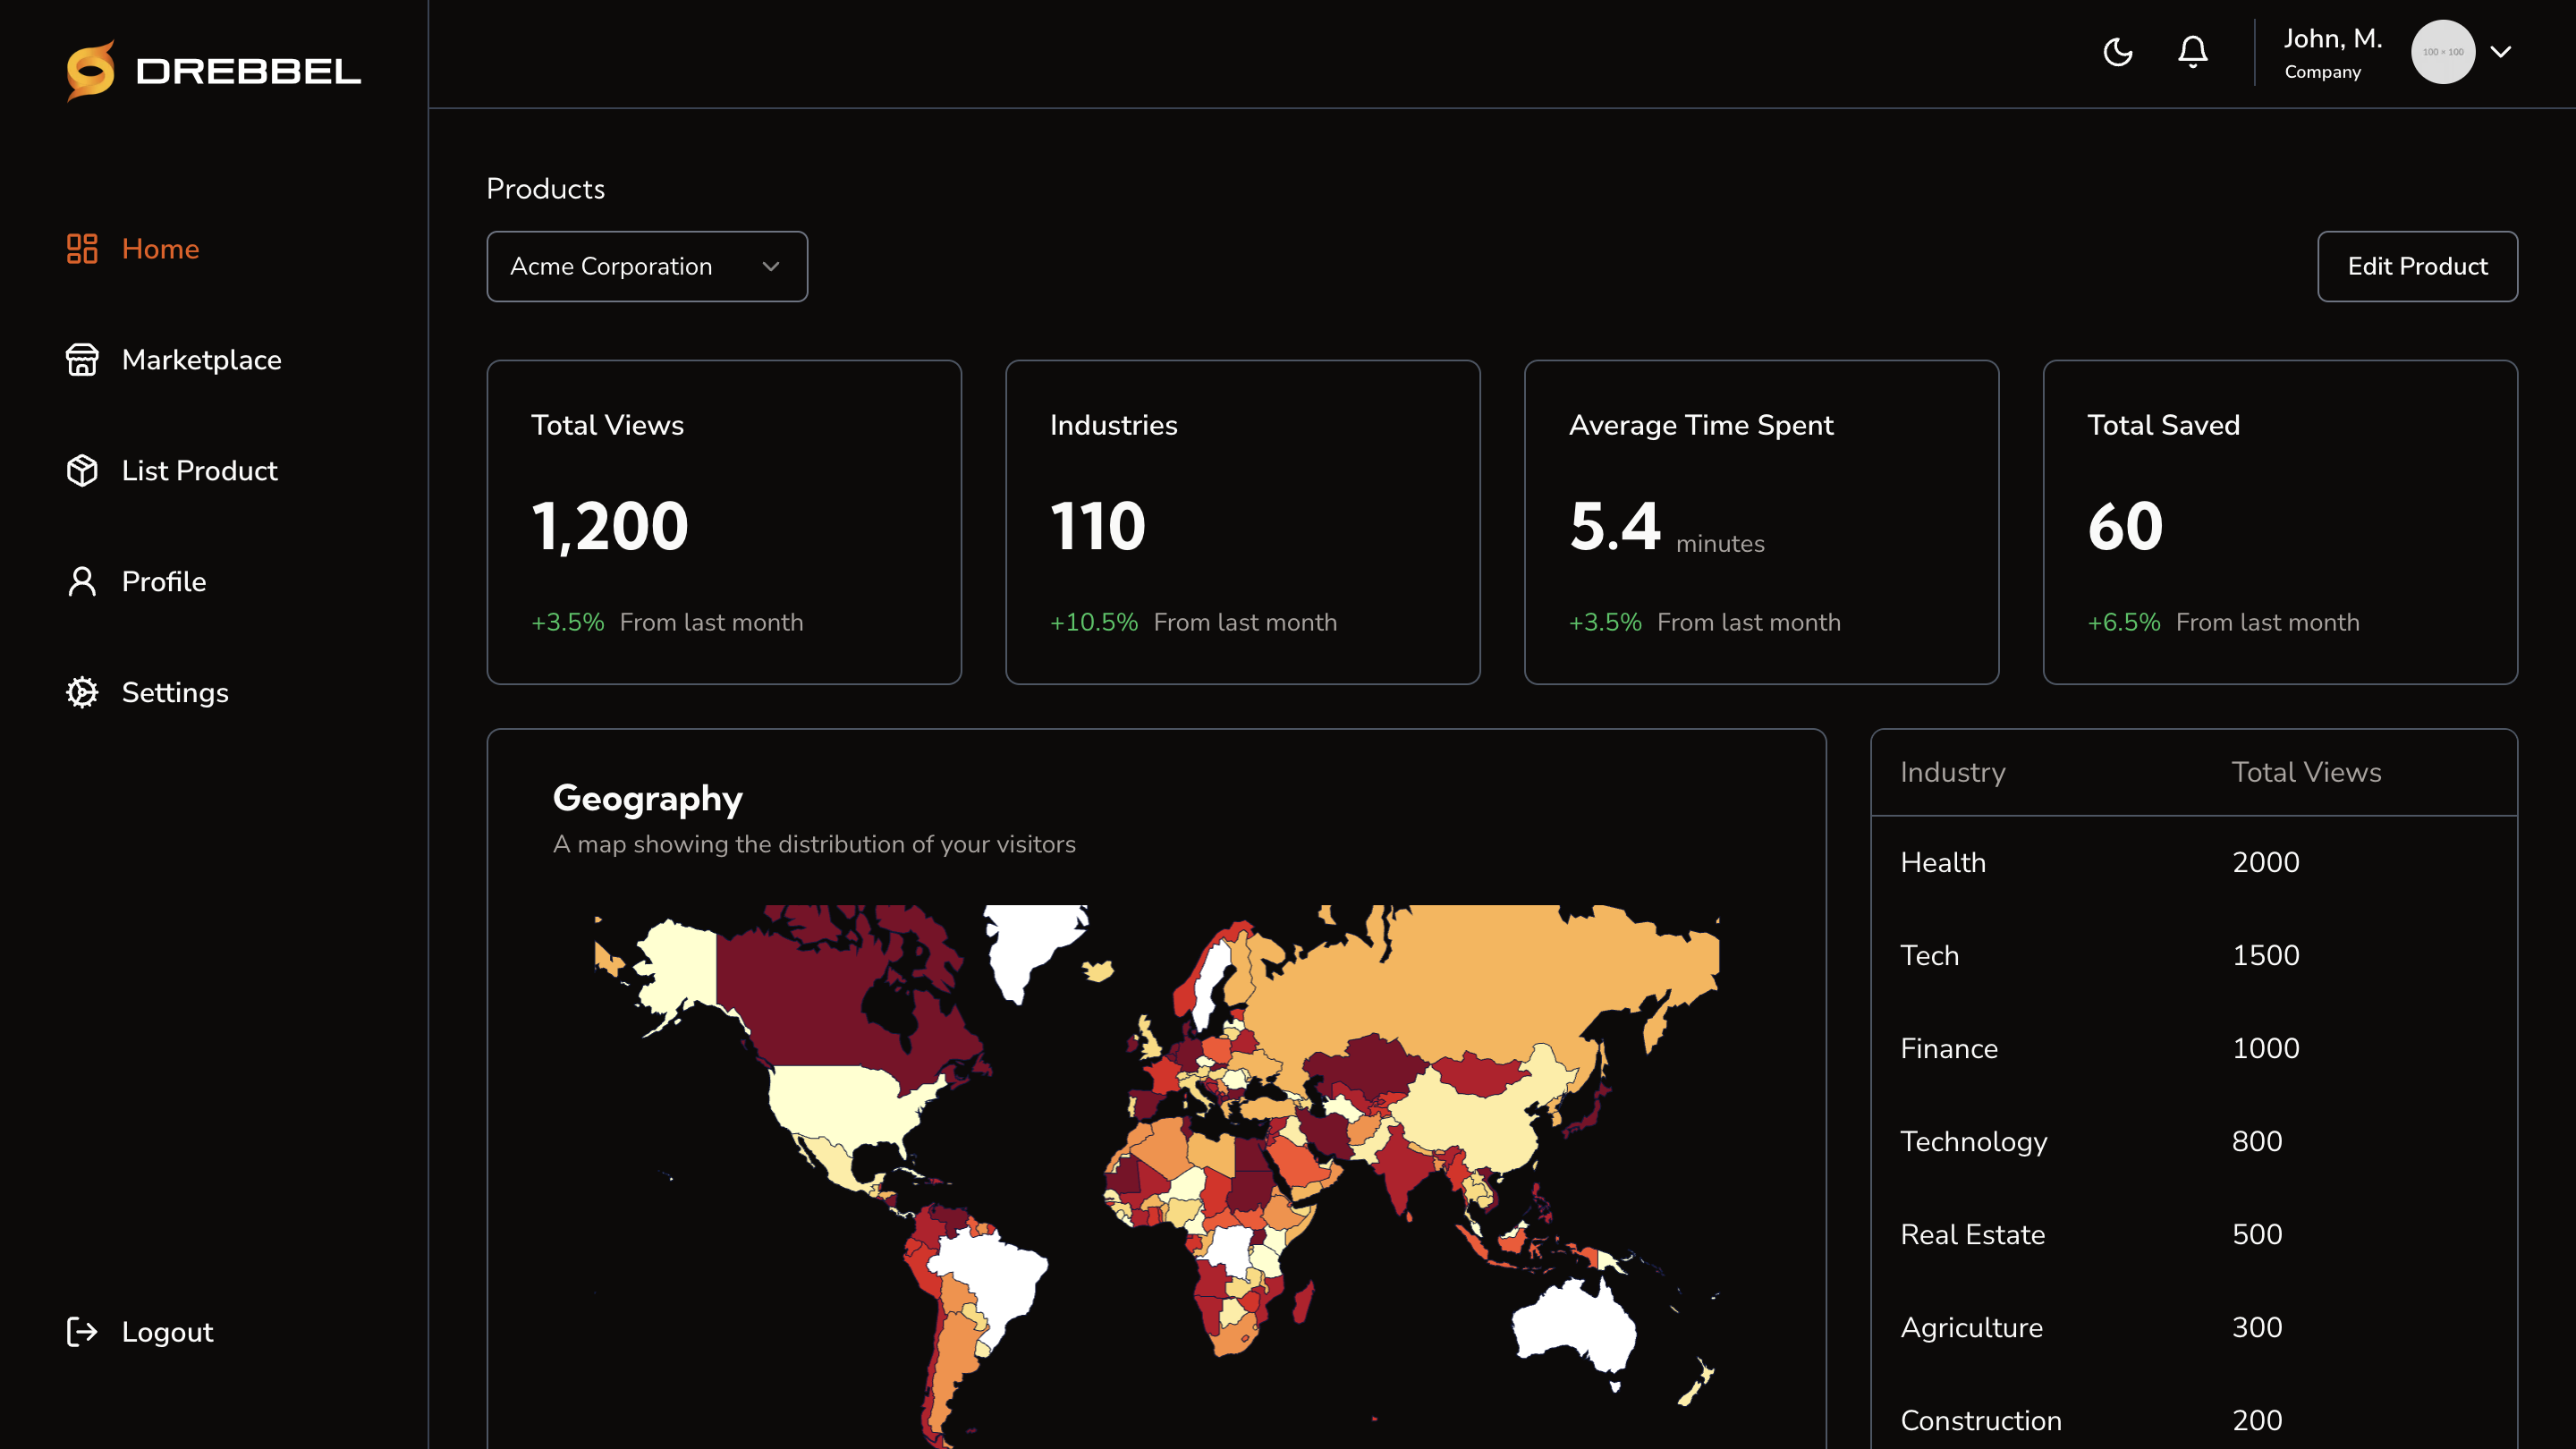 DREBBEL
John, M.
Company
100 × 100
Home
Marketplace
List Product
Profile
Settings
Logout
Products
Acme Corporation
Edit Product
Total Views
1,200
+3.5% From last month
Industries
110
+10.5% From last month
Average Time Spent
5.4 minutes
+3.5% From last month
Total Saved
60
+6.5% From last month
Geography
A map showing the distribution of your visitors
Industry Total Views
Health 2000
Tech 1500
Finance 1000
Technology 800
Real Estate 500
Agriculture 300
Construction 200